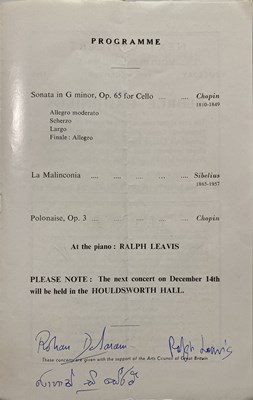 PROGRAMME
Sonata in G minor, Op. 65 for Cello ... ... Chopin
1810-1849
Allegro moderato
Scherzo
Largo
Finale : Allegro
La Malinconia ... ... ... ... ... Sibelius
1865-1957
Polonaise, Op. 3 ... ... ... ... Chopin
At the piano : RALPH LEAVIS
PLEASE NOTE : The next concert on December 14th
will be held in the HOULDSWORTH HALL.
Rohan De Saram Ralph Leavis
These concerts are given with the support of the Arts Council of Great Britain